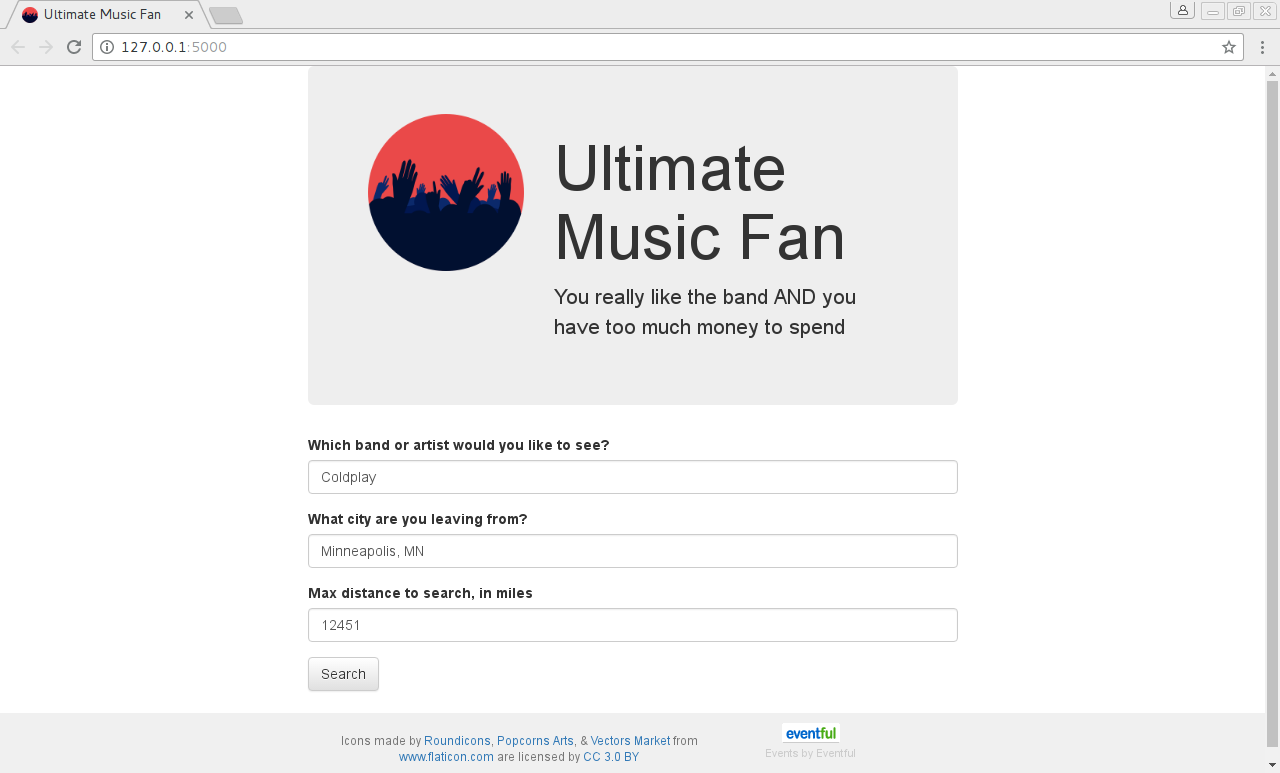 Ultimate Music Fan
127.0.0.1:5000
Ultimate
Music Fan
You really like the band AND you
have too much money to spend
Which band or artist would you like to see?
Coldplay
What city are you leaving from?
Minneapolis, MN
Max distance to search, in miles
12451
Search
Icons made by Roundicons, Popcorns Arts, & Vectors Market from
www.flaticon.com are licensed by CC 3.0 BY
eventful
Events by Eventful